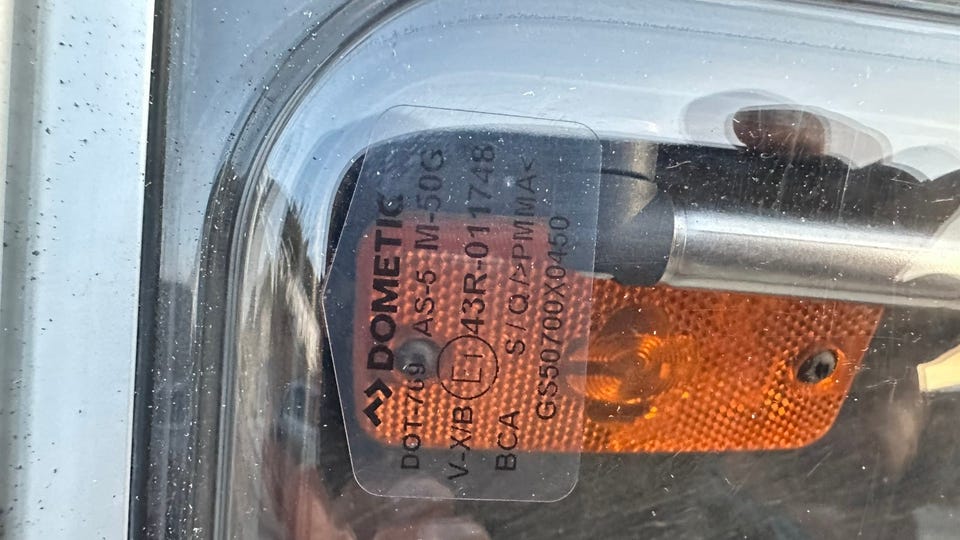 DOMETIC
DOT-769 AS-5 M-50G
V-X/B E1 43R-011748
BCA S/Q/>PMMA<
GS50700X0450